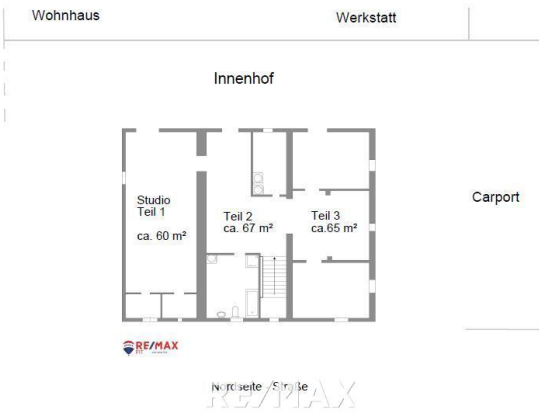 Wohnhaus
Werkstatt
Innenhof
Studio
Teil 1
ca. 60 m²
Teil 2
ca. 67 m²
Teil 3
ca.65 m²
Carport
RE/MAX
FIT
Nordseite - Straße
RE/MAX